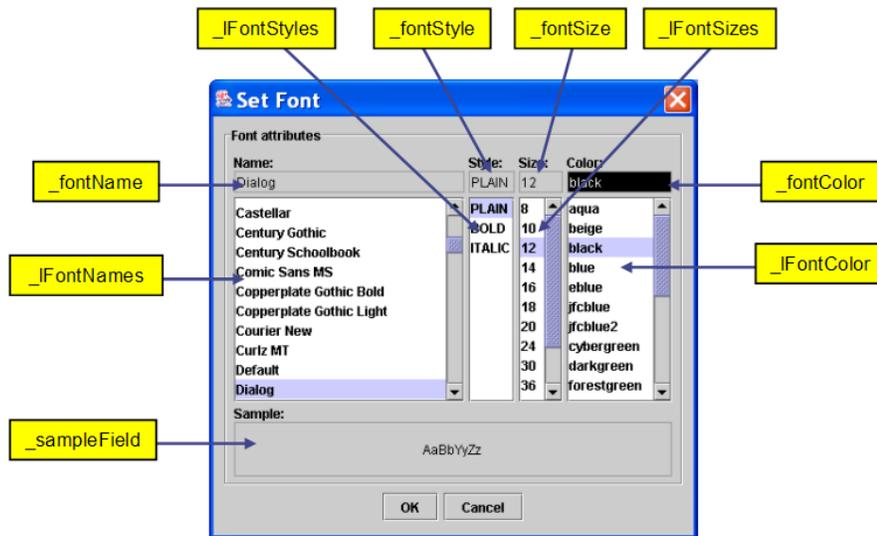 _lFontStyles
_fontStyle
_fontSize
_lFontSizes
Set Font
Font attributes
Name:
Style:
Size:
Color:
_fontName
Dialog
PLAIN
12
black
_fontColor
Castellar
Century Gothic
Century Schoolbook
Comic Sans MS
Copperplate Gothic Bold
Copperplate Gothic Light
Courier New
Curlz MT
Default
Dialog
_lFontNames
PLAIN
BOLD
ITALIC
8
10
12
14
16
18
20
24
30
36
aqua
beige
black
blue
eblue
jfcblue
jfcblue2
cybergreen
darkgreen
forestgreen
_lFontColor
Sample:
_sampleField
AaBbYyZz
OK
Cancel